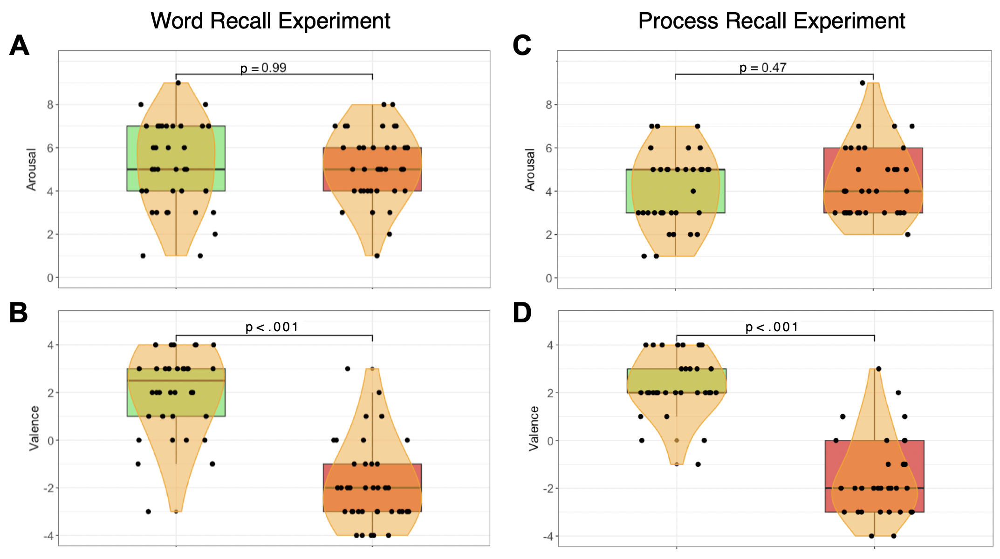 Word Recall Experiment
Process Recall Experiment
A
p = 0.99
Arousal
8
6
4
2
0
C
p = 0.47
Arousal
8
6
4
2
0
B
p < .001
Valence
4
2
0
-2
-4
D
p < .001
Valence
4
2
0
-2
-4